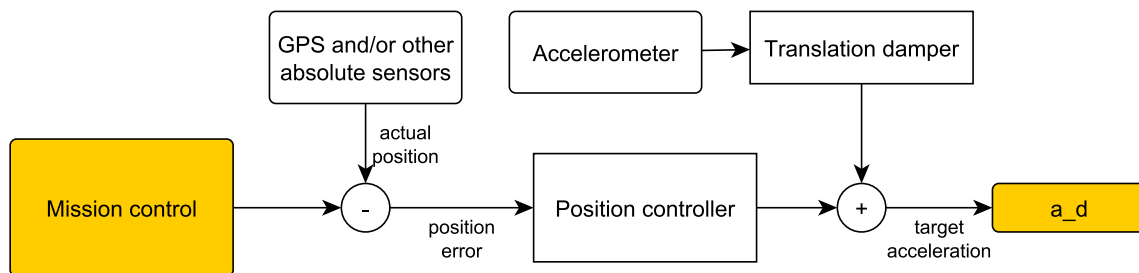 GPS and/or other
absolute sensors
Accelerometer
Translation damper
actual
position
Mission control
-
position
error
Position controller
+
target
acceleration
a_d